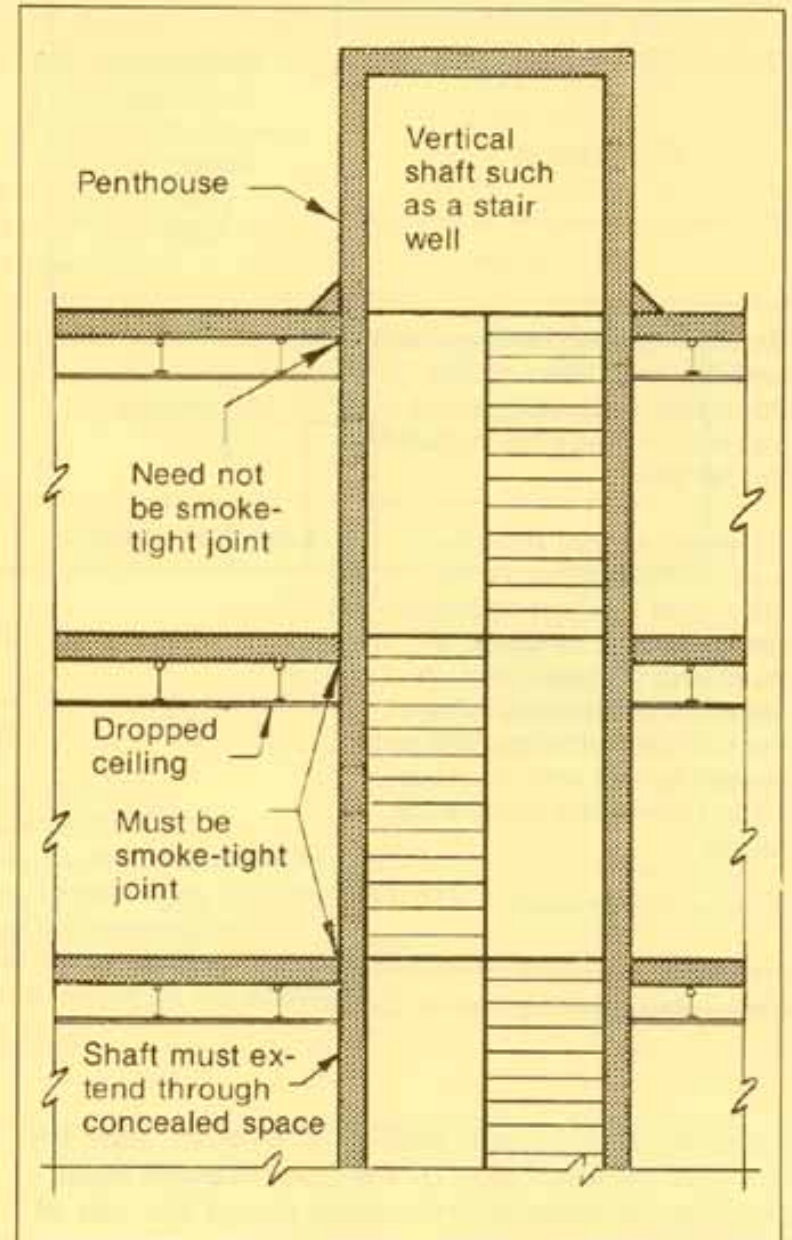 Vertical
shaft such
as a stair
well
Penthouse
Need not
be smoke-
tight joint
Dropped
ceiling
Must be
smoke-tight
joint
Shaft must ex-
tend through
concealed space